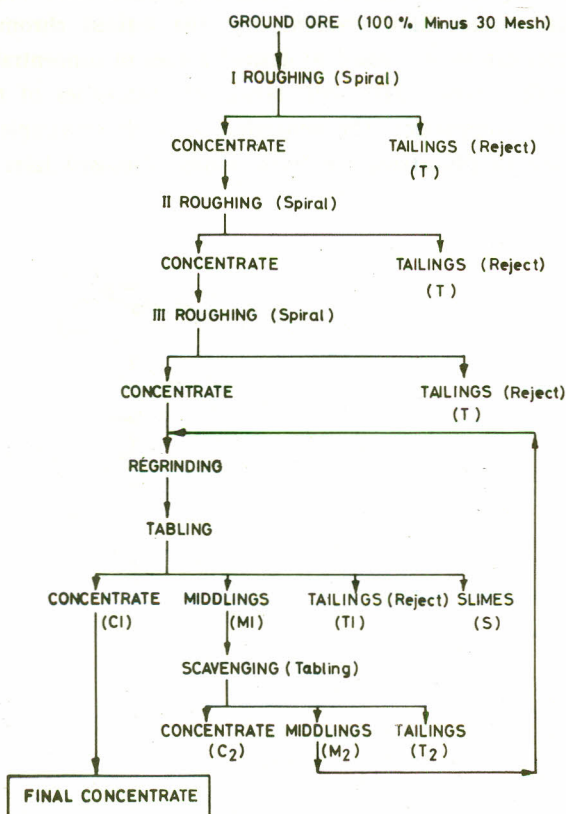 GROUND ORE (100 % Minus 30 Mesh)
I ROUGHING (Spiral)
CONCENTRATE TAILINGS (Reject)
(T)
II ROUGHING (Spiral)
CONCENTRATE TAILINGS (Reject)
(T)
III ROUGHING (Spiral)
CONCENTRATE TAILINGS (Reject)
(T)
REGRINDING
TABLING
CONCENTRATE MIDDLINGS TAILINGS (Reject) SLIMES
(C1) (M1) (T1) (S)
SCAVENGING (Tabling)
CONCENTRATE MIDDLINGS TAILINGS
(C2) (M2) (T2)
FINAL CONCENTRATE